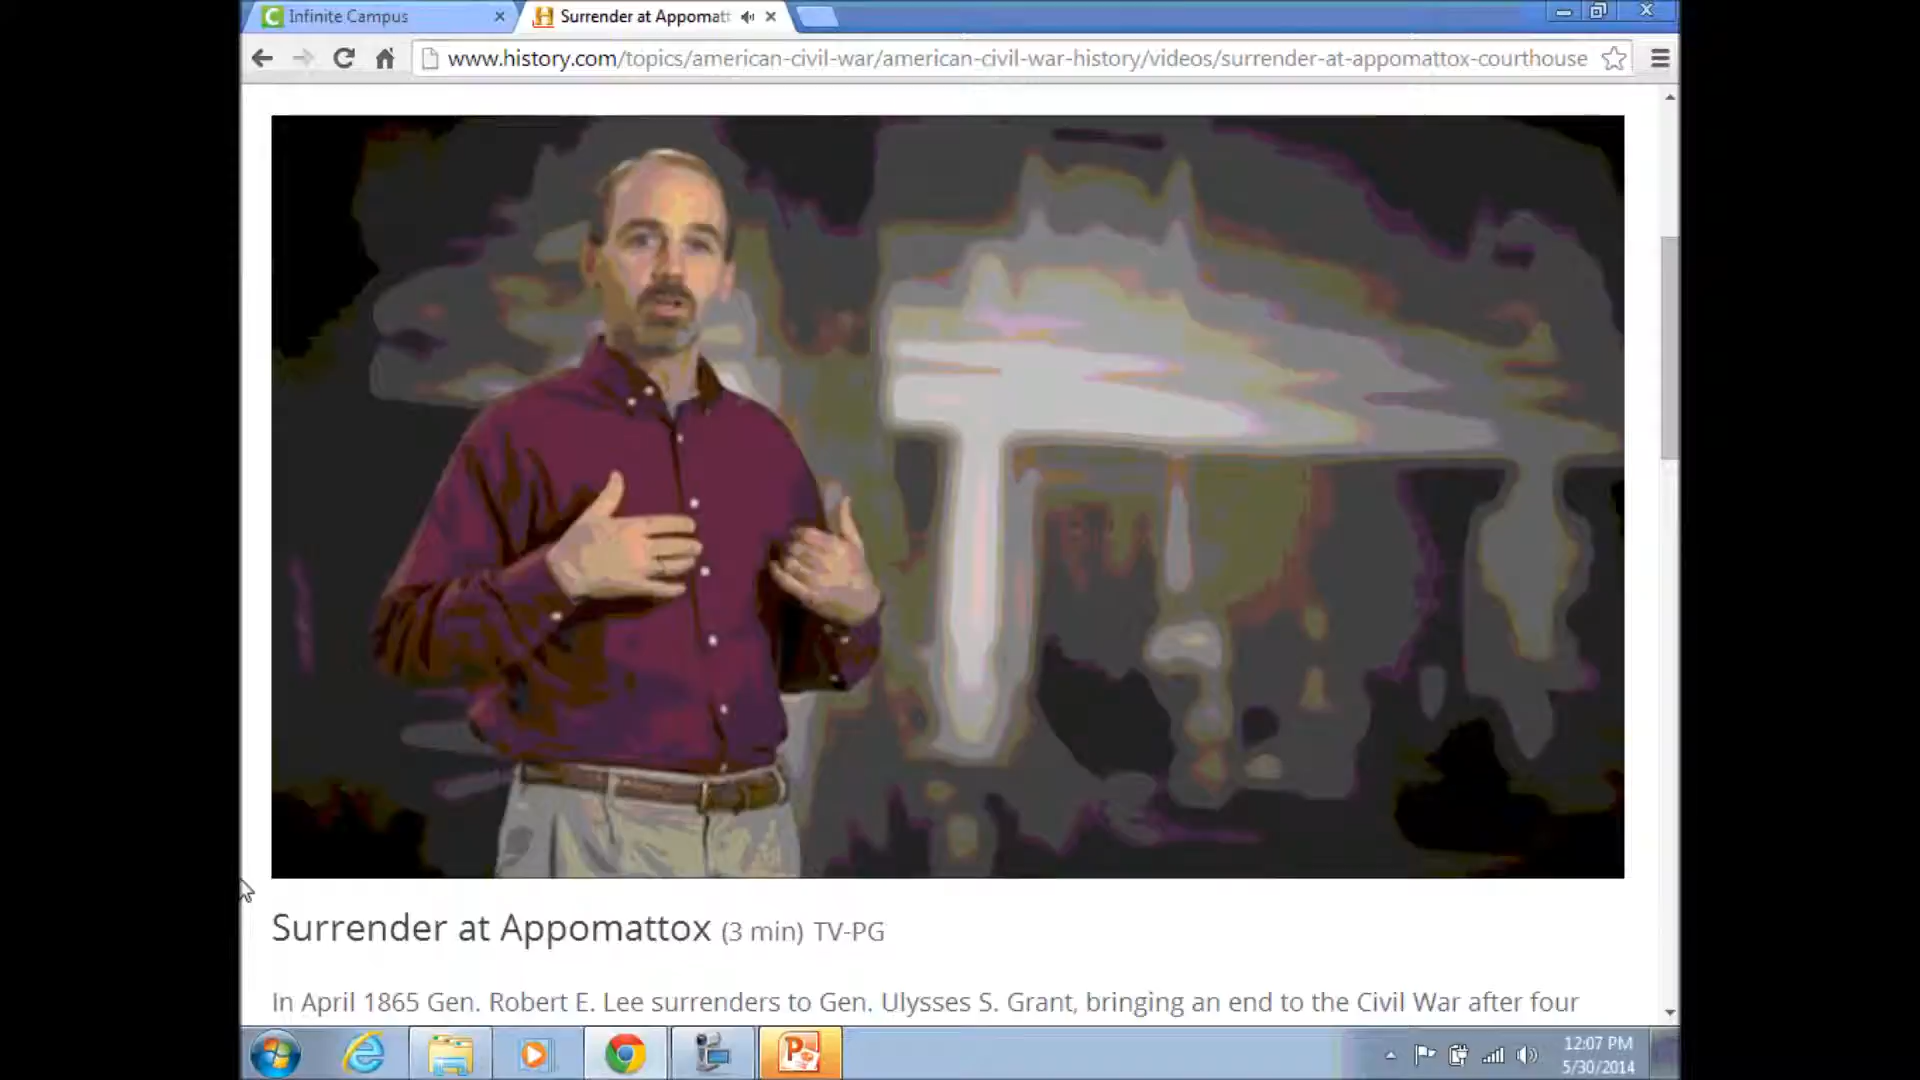 Infinite Campus
Surrender at Appomatt
www.history.com/topics/american-civil-war/american-civil-war-history/videos/surrender-at-appomattox-courthouse
Surrender at Appomattox (3 min) TV-PG
In April 1865 Gen. Robert E. Lee surrenders to Gen. Ulysses S. Grant, bringing an end to the Civil War after four
12:07 PM
5/30/2014